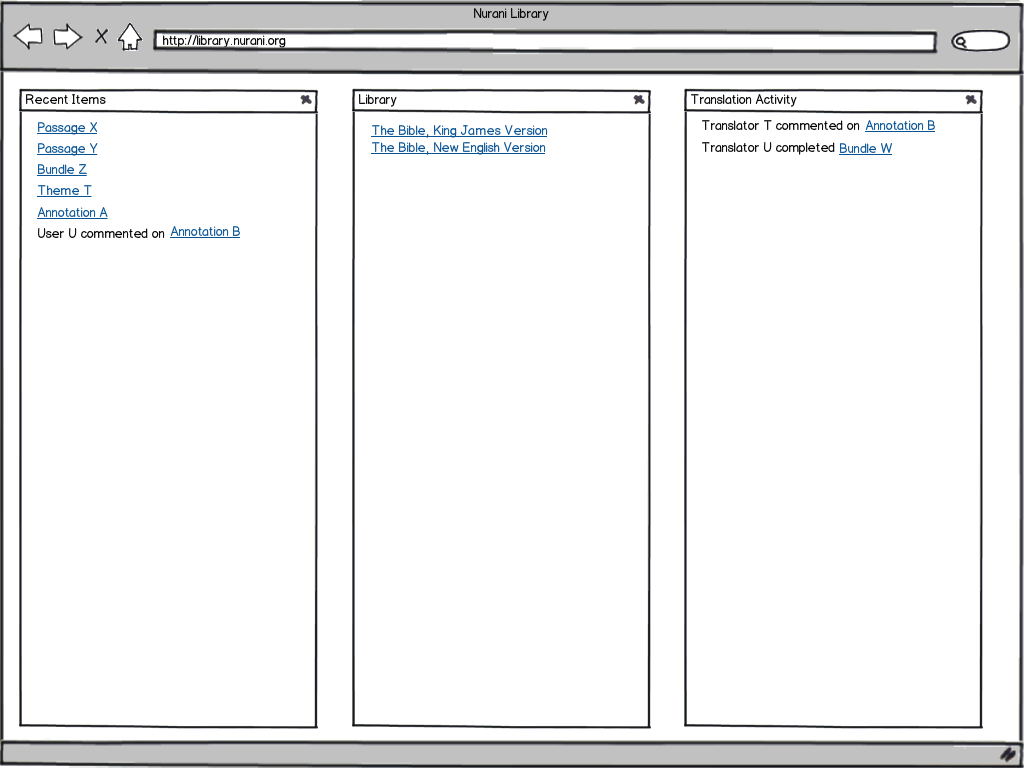 Nurani Library
http://library.nurani.org
Recent Items
Passage X
Passage Y
Bundle Z
Theme T
Annotation A
User U commented on Annotation B
Library
The Bible, King James Version
The Bible, New English Version
Translation Activity
Translator T commented on Annotation B
Translator U completed Bundle W